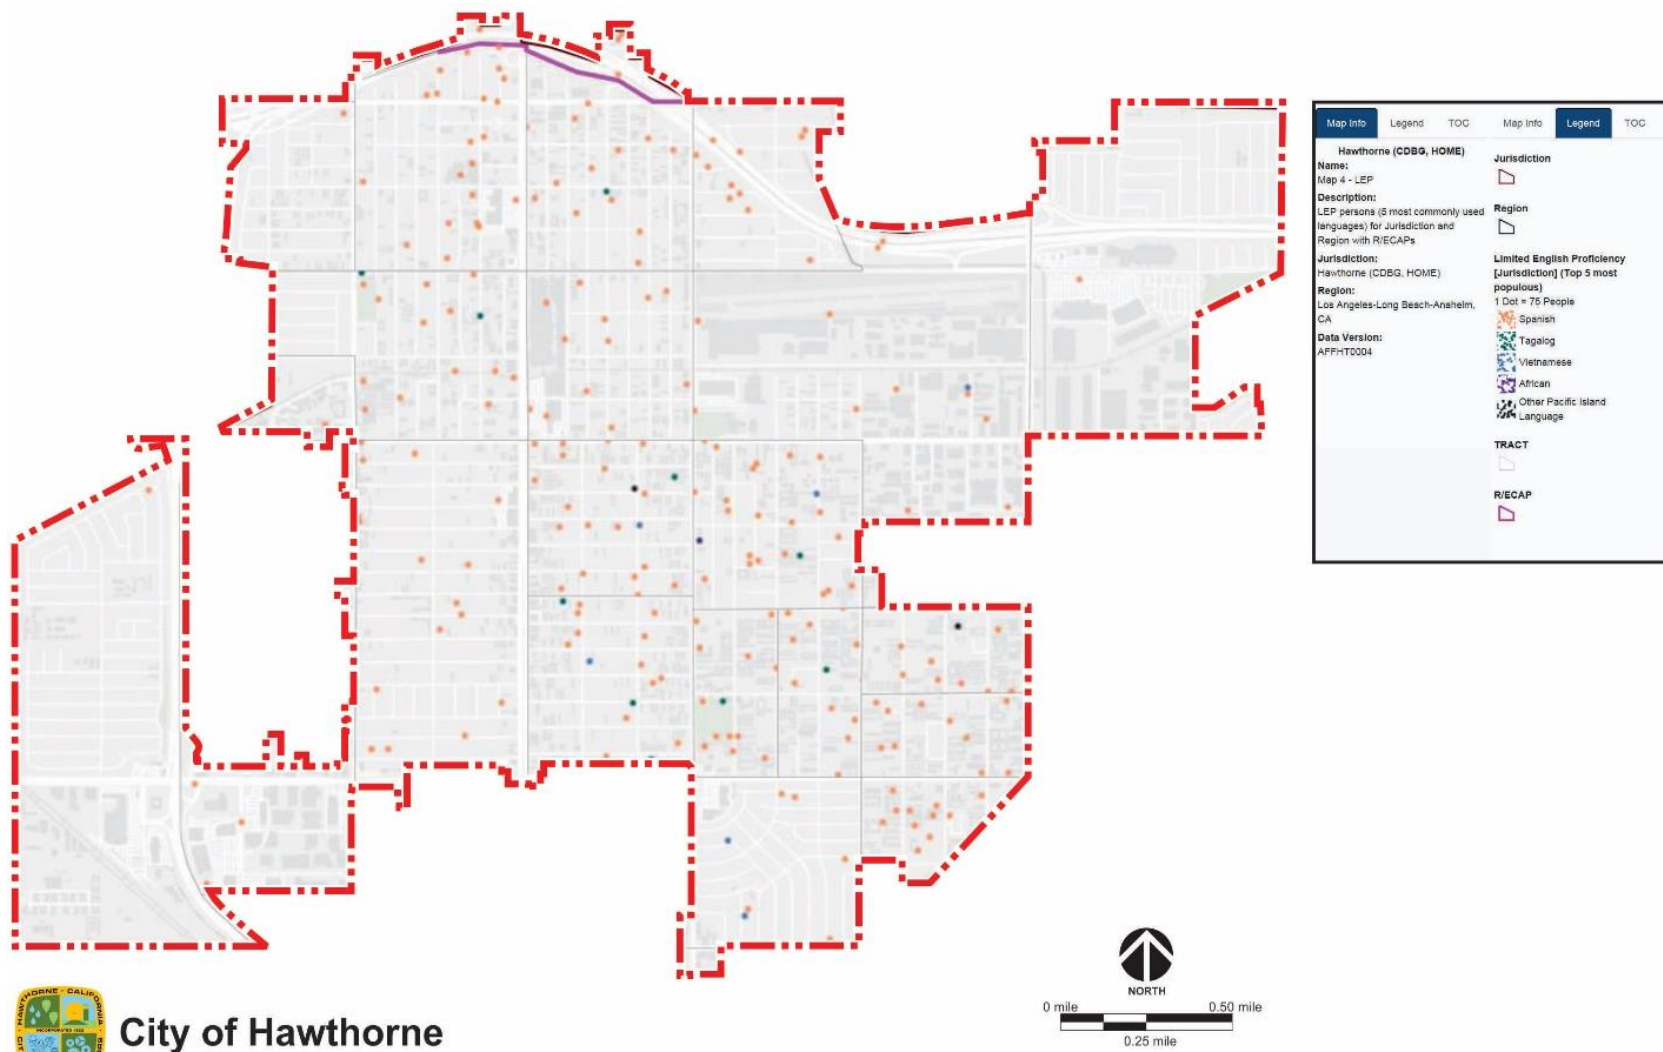 Map Info Legend TOC
Hawthorne (CDBG, HOME)
Name:
Map 4 - LEP
Description:
LEP persons (5 most commonly used
languages) for Jurisdiction and
Region with R/ECAPs
Jurisdiction:
Hawthorne (CDBG, HOME)
Region:
Los Angeles-Long Beach-Anaheim,
CA
Data Version:
AFFHT0004
Map Info Legend TOC
Jurisdiction
Region
Limited English Proficiency
[Jurisdiction] (Top 5 most
populous)
1 Dot = 75 People
Spanish
Tagalog
Vietnamese
African
Other Pacific Island
Language
TRACT
R/ECAP
NORTH
0 mile 0.50 mile
0.25 mile
HAWTHORNE · CALIFORNIA
INCORPORATED 1922
City of Hawthorne